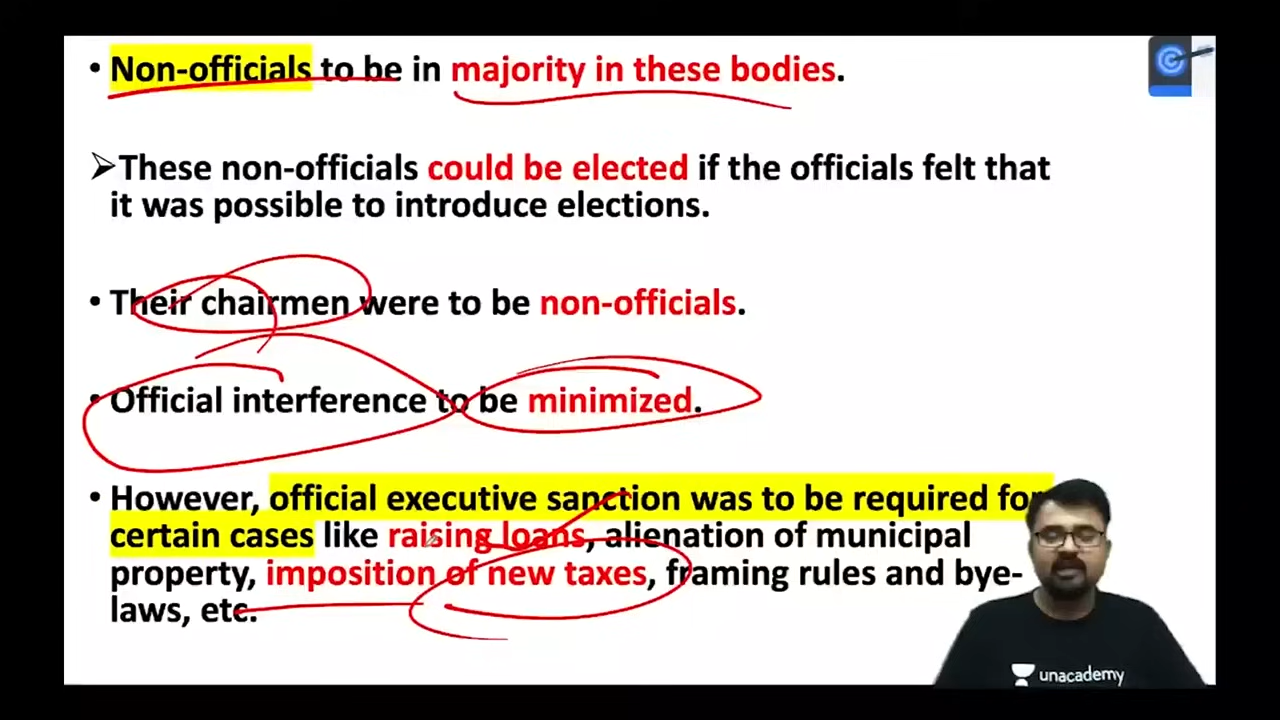 • Non-officials to be in majority in these bodies.
➢These non-officials could be elected if the officials felt that
it was possible to introduce elections.
• Their chairmen were to be non-officials.
• Official interference to be minimized.
• However, official executive sanction was to be required for
certain cases like raising loans, alienation of municipal
property, imposition of new taxes, framing rules and bye-
laws, etc.
unacademy